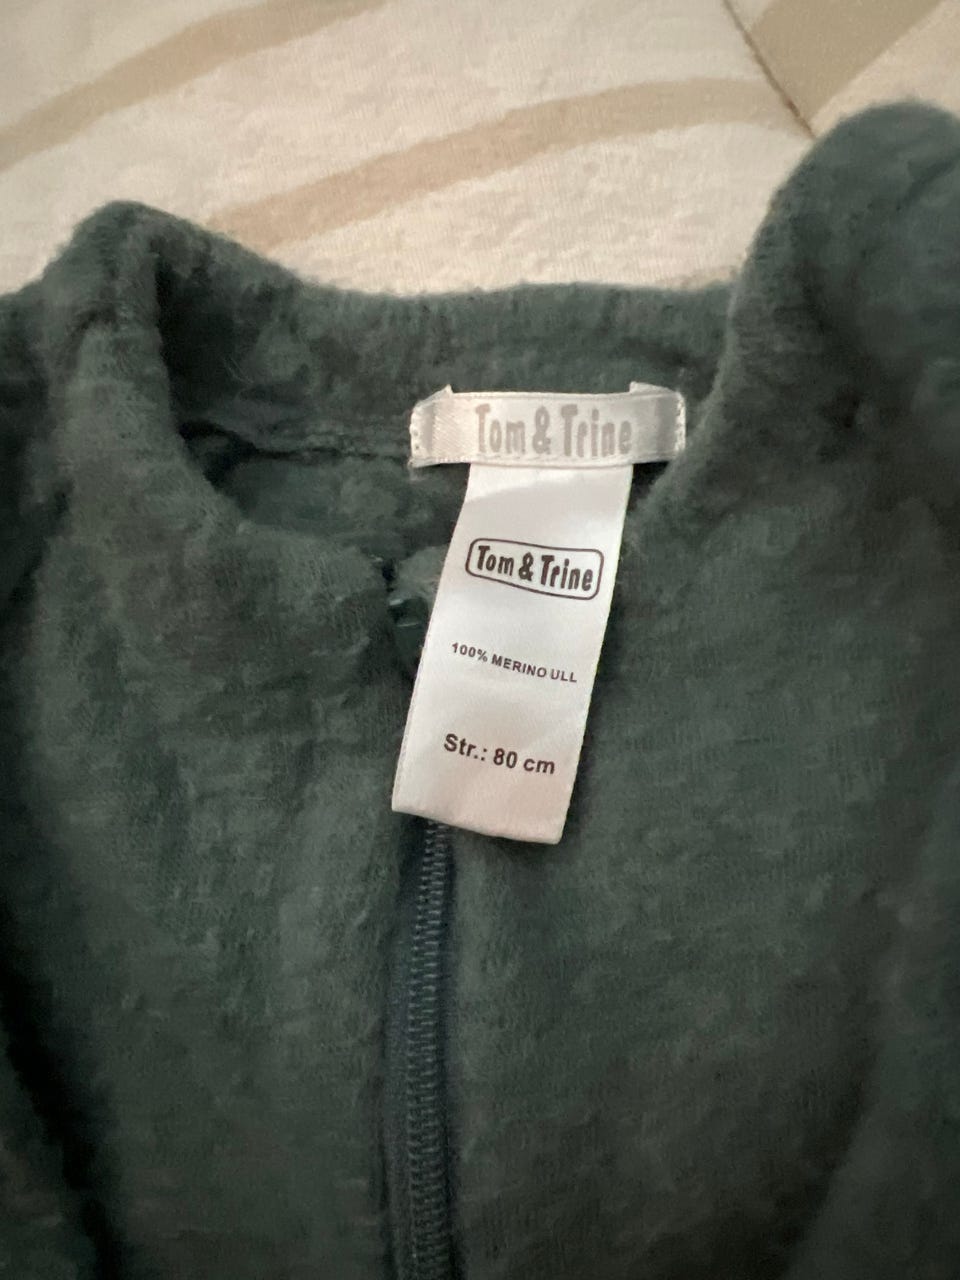 Tom & Trine
Tom & Trine
100% MERINO ULL
Str.: 80 cm